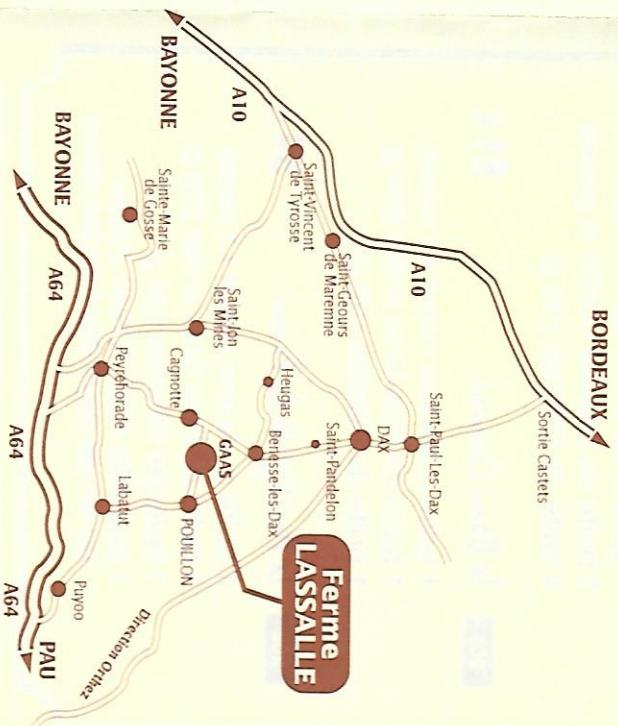 BORDEAUX
Sortie Castets
A10
A10
BAYONNE
Saint-Vincent
de Tyrosse
Saint-Geours
de Maremne
Saint-Paul-Les-Dax
DAX
Saint-Pandelon
Heugas
Benesse-les-Dax
Saint-lon
les Mines
Sainte-Marie
de Gosse
Cagnotte
GAAS
Peyrehorade
POUILLON
Labatut
Puyoo
Ferme
LASSALLE
Direction Orthez
BAYONNE
A64
A64
A64
PAU